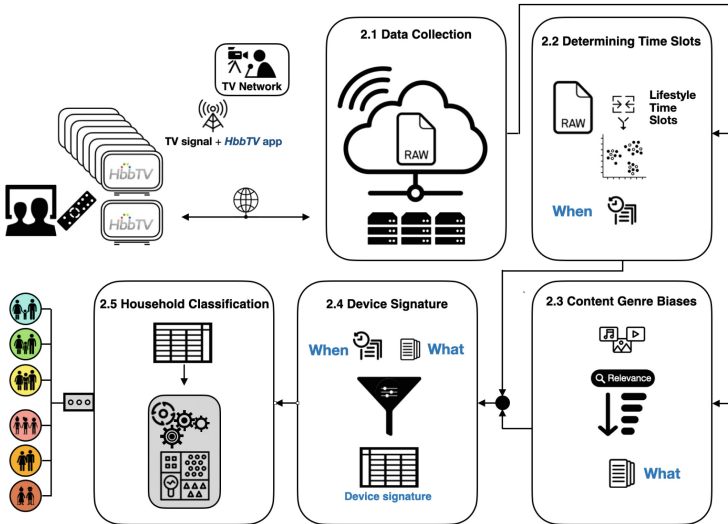 2.1 Data Collection
2.2 Determining Time Slots
TV Network
TV signal + HbbTV app
HbbTV
HbbTV
RAW
RAW
Lifestyle
Time
Slots
When
2.5 Household Classification
2.4 Device Signature
When
What
Device signature
2.3 Content Genre Biases
Relevance
What